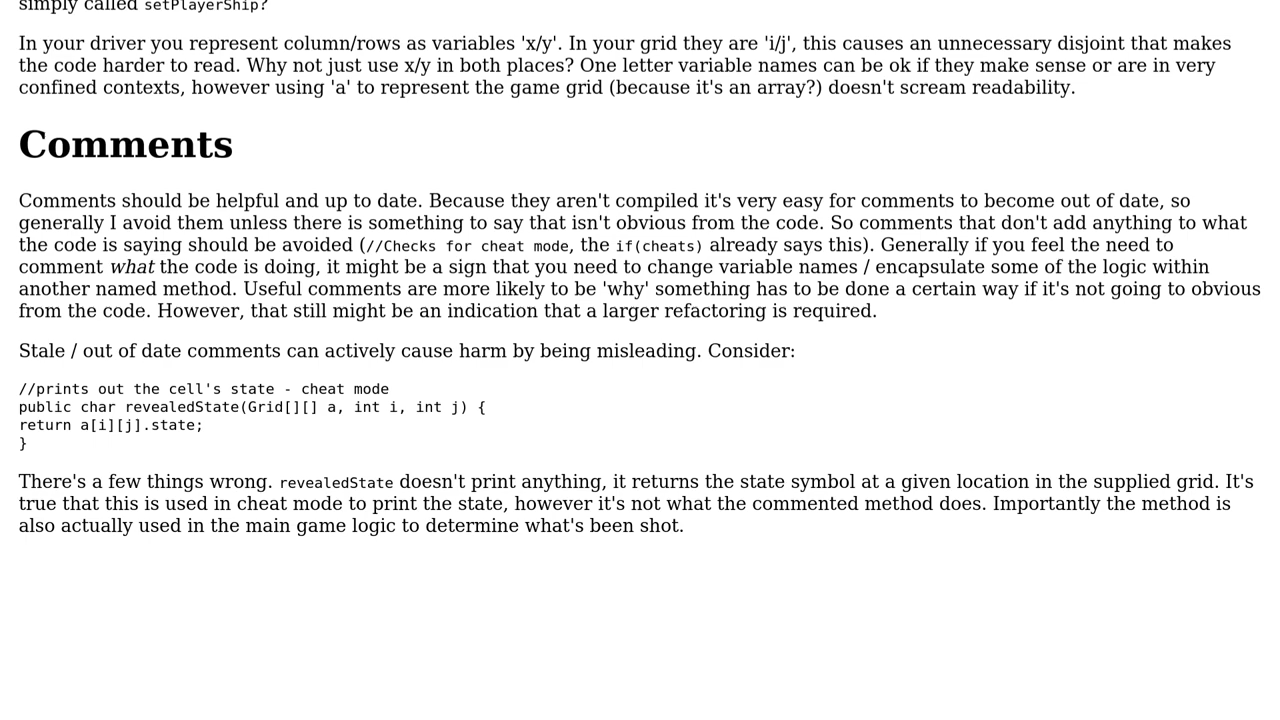 simply called setPlayerShip?
In your driver you represent column/rows as variables 'x/y'. In your grid they are 'i/j', this causes an unnecessary disjoint that makes
the code harder to read. Why not just use x/y in both places? One letter variable names can be ok if they make sense or are in very
confined contexts, however using 'a' to represent the game grid (because it's an array?) doesn't scream readability.
Comments
Comments should be helpful and up to date. Because they aren't compiled it's very easy for comments to become out of date, so
generally I avoid them unless there is something to say that isn't obvious from the code. So comments that don't add anything to what
the code is saying should be avoided (//Checks for cheat mode, the if(cheats) already says this). Generally if you feel the need to
comment what the code is doing, it might be a sign that you need to change variable names / encapsulate some of the logic within
another named method. Useful comments are more likely to be 'why' something has to be done a certain way if it's not going to obvious
from the code. However, that still might be an indication that a larger refactoring is required.
Stale / out of date comments can actively cause harm by being misleading. Consider:
//prints out the cell's state - cheat mode
public char revealedState(Grid[][] a, int i, int j) {
return a[i][j].state;
}
There's a few things wrong. revealedState doesn't print anything, it returns the state symbol at a given location in the supplied grid. It's
true that this is used in cheat mode to print the state, however it's not what the commented method does. Importantly the method is
also actually used in the main game logic to determine what's been shot.